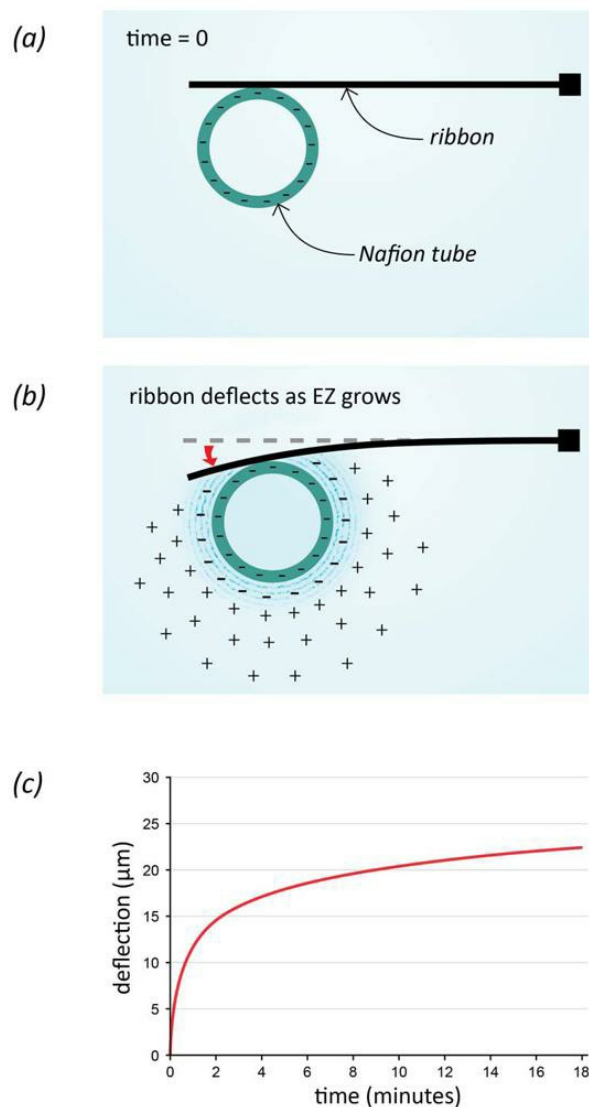 (a)
time = 0
ribbon
Nafion tube
(b)
ribbon deflects as EZ grows
(c)
30
25
20
15
10
5
0
deflection (μm)
0 2 4 6 8 10 12 14 16 18
time (minutes)